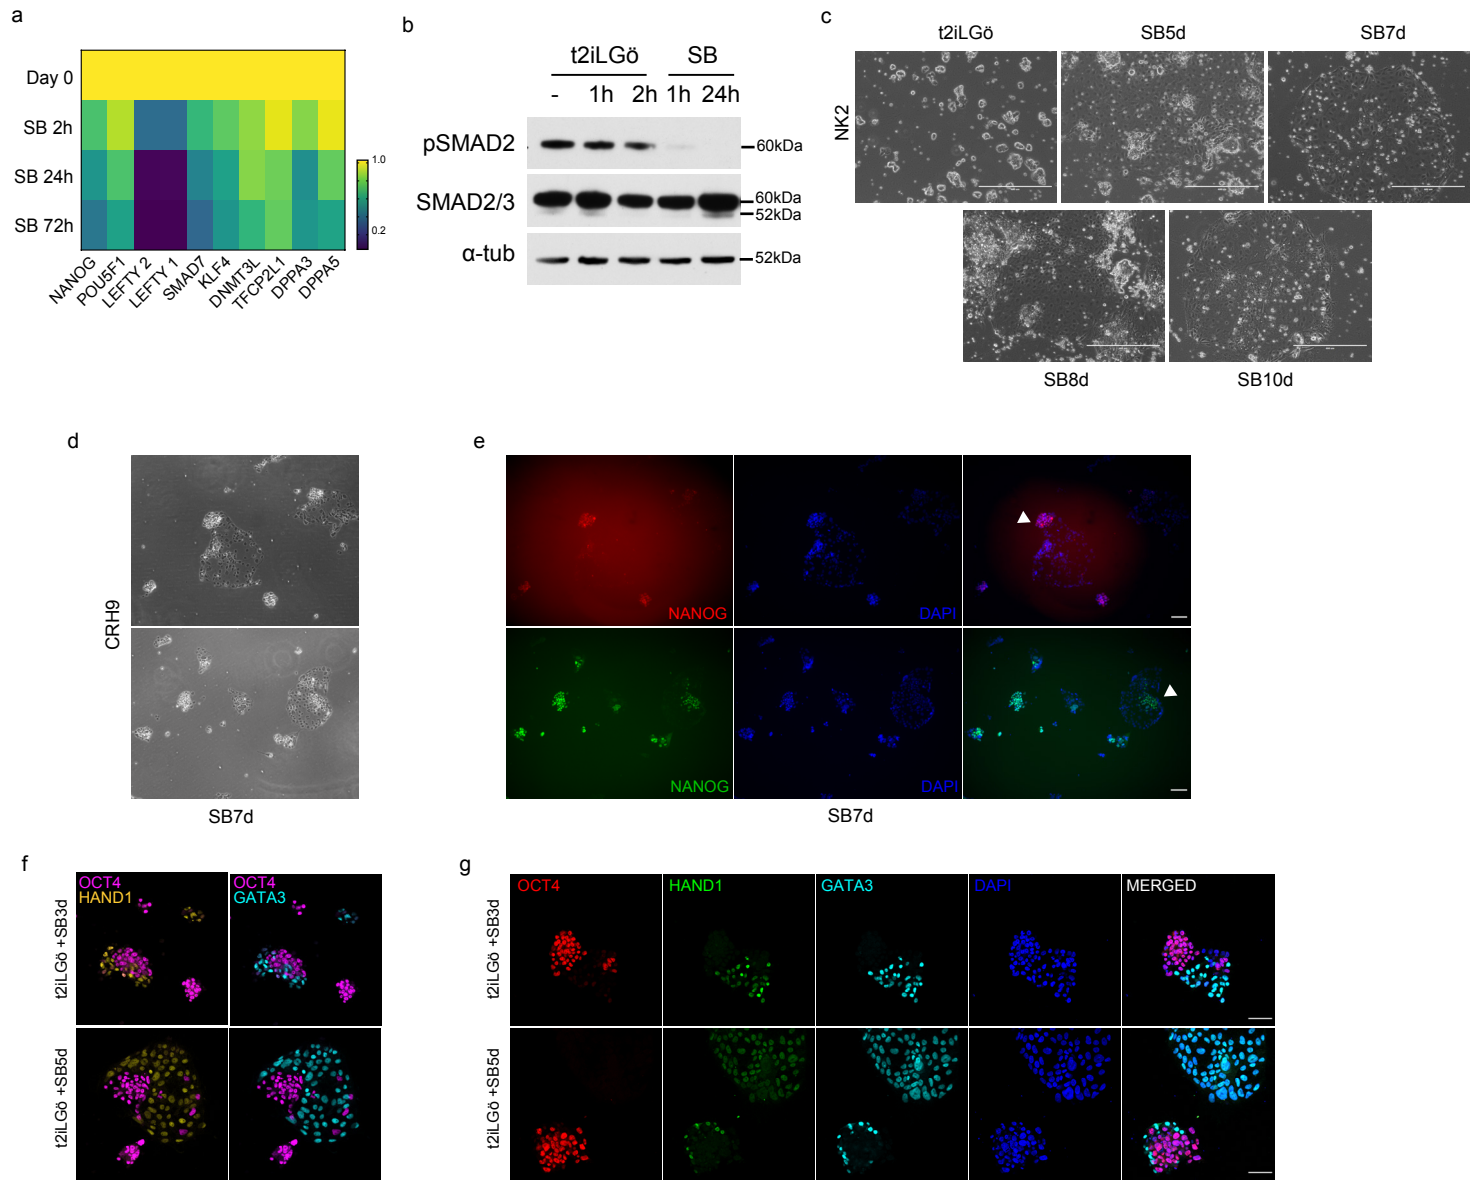 a
Day 0
SB 2h
SB 24h
SB 72h
1.0
0.2
NANOG
POU5F1
LEFTY 2
LEFTY 1
SMAD7
KLF4
DNMT3L
TFCP2L1
DPPA3
DPPA5
b
t2iLGö SB
- 1h 2h 1h 24h
pSMAD2
60kDa
SMAD2/3
60kDa
52kDa
α-tub
52kDa
c
t2iLGö SB5d SB7d
NK2
SB8d SB10d
d
CRH9
SB7d
e
NANOG DAPI
NANOG DAPI
SB7d
f
t2iLGö +SB3d
OCT4 OCT4
HAND1 GATA3
t2iLGö +SB5d
g
t2iLGö +SB3d
OCT4 HAND1 GATA3 DAPI MERGED
t2iLGö +SB5d